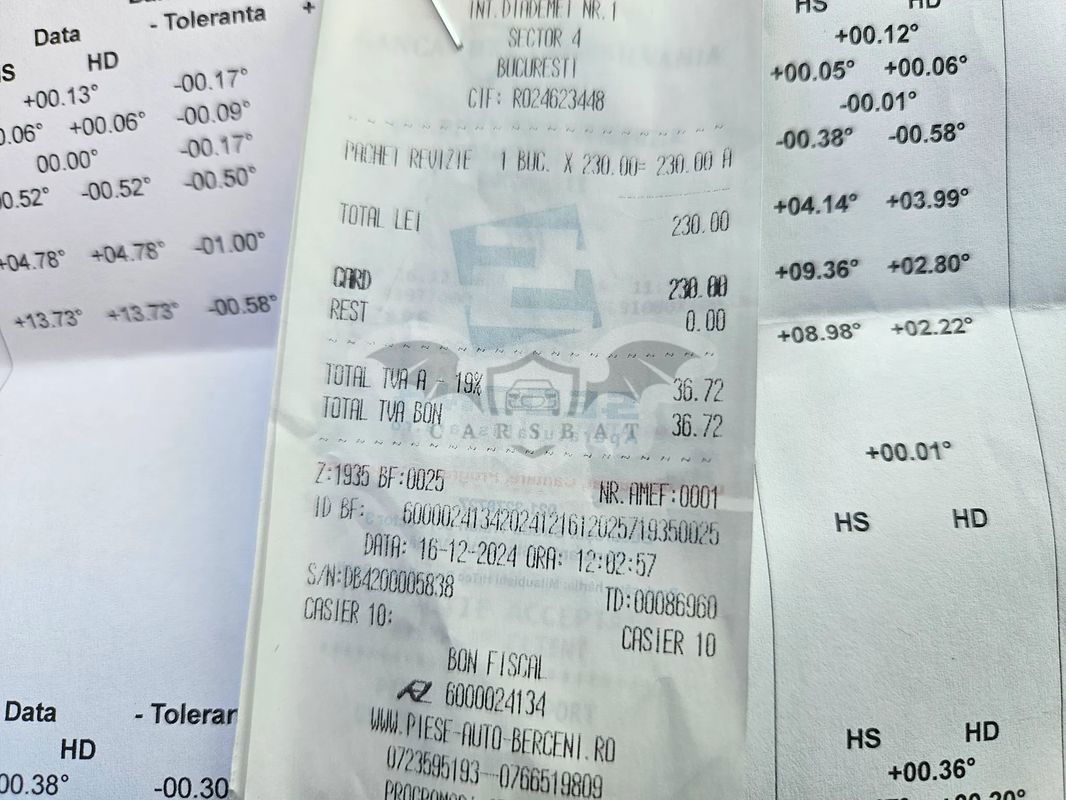 Data
- Toleranta
+
HD
+00.13°
-00.17°
+00.06°
-00.09°
00.00°
-00.17°
-00.52°
-00.50°
+04.78°
+04.78°
-01.00°
+13.73°
+13.73°
-00.58°
INT.DIADEMEI NR.1
SECTOR 4
BUCURESTI
CIF: RO24623448
PACHET REVIZIE 1 BUC. X 230.00= 230.00 A
TOTAL LEI 230.00
CARD 230.00
REST 0.00
TOTAL TVA A - 19% 36.72
TOTAL TVA BON 36.72
CARSBAT
Z:1935 BF:0025 NR.AMEF:0001
ID BF: 60000241342024121612025719350025
DATA: 16-12-2024 ORA: 12:02:57
S/N:DB4200005838 TD:00086960
CASIER 10: CASIER 10
BON FISCAL
6000024134
WWW.PIESE-AUTO-BERCENI.RO
0723595193---0766519809
HS HD
+00.12°
+00.05° +00.06°
-00.01°
-00.38° -00.58°
+04.14° +03.99°
+09.36° +02.80°
+08.98° +02.22°
+00.01°
HS HD
HS HD
+00.36°
Data
HD